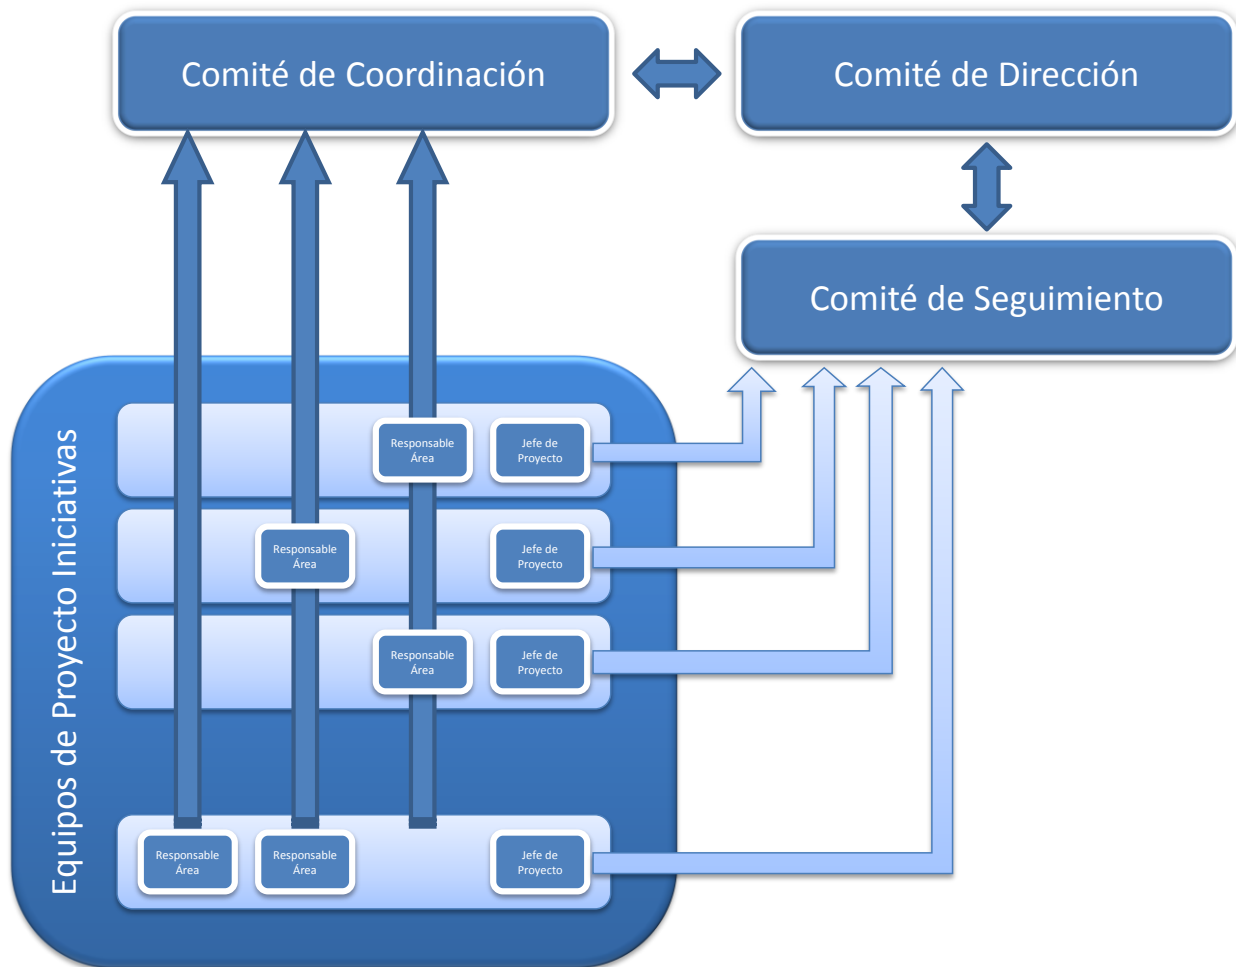 Comité de Coordinación
Comité de Dirección
Comité de Seguimiento
Equipos de Proyecto Iniciativas
Responsable
Área
Jefe de
Proyecto
Responsable
Área
Jefe de
Proyecto
Responsable
Área
Jefe de
Proyecto
Responsable
Área
Responsable
Área
Jefe de
Proyecto